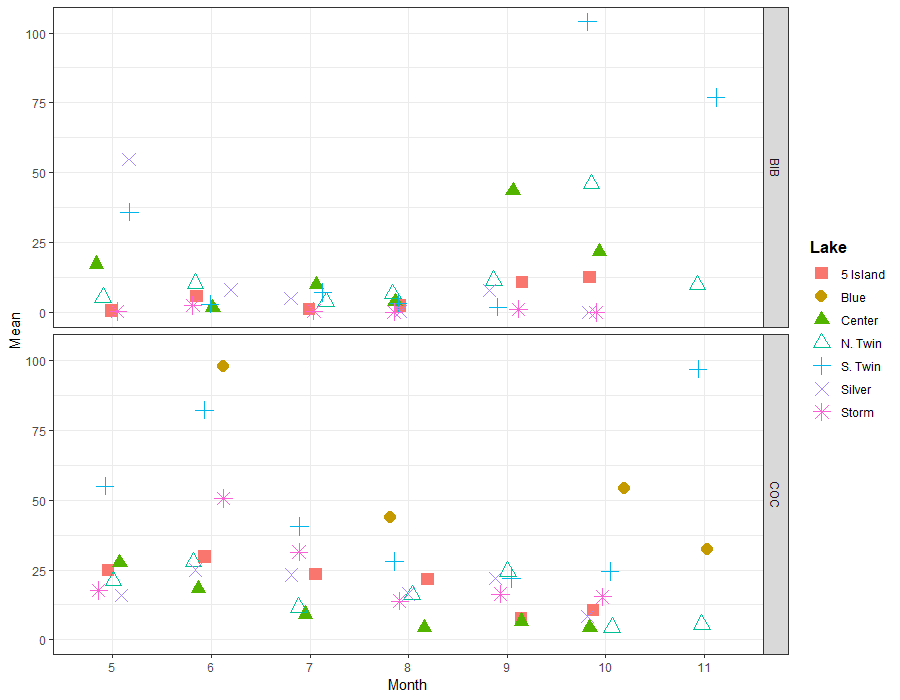 100
75
50
25
0
BIB
100
75
50
25
0
COC
Mean
5 6 7 8 9 10 11
Month
Lake
5 Island
Blue
Center
N. Twin
S. Twin
Silver
Storm